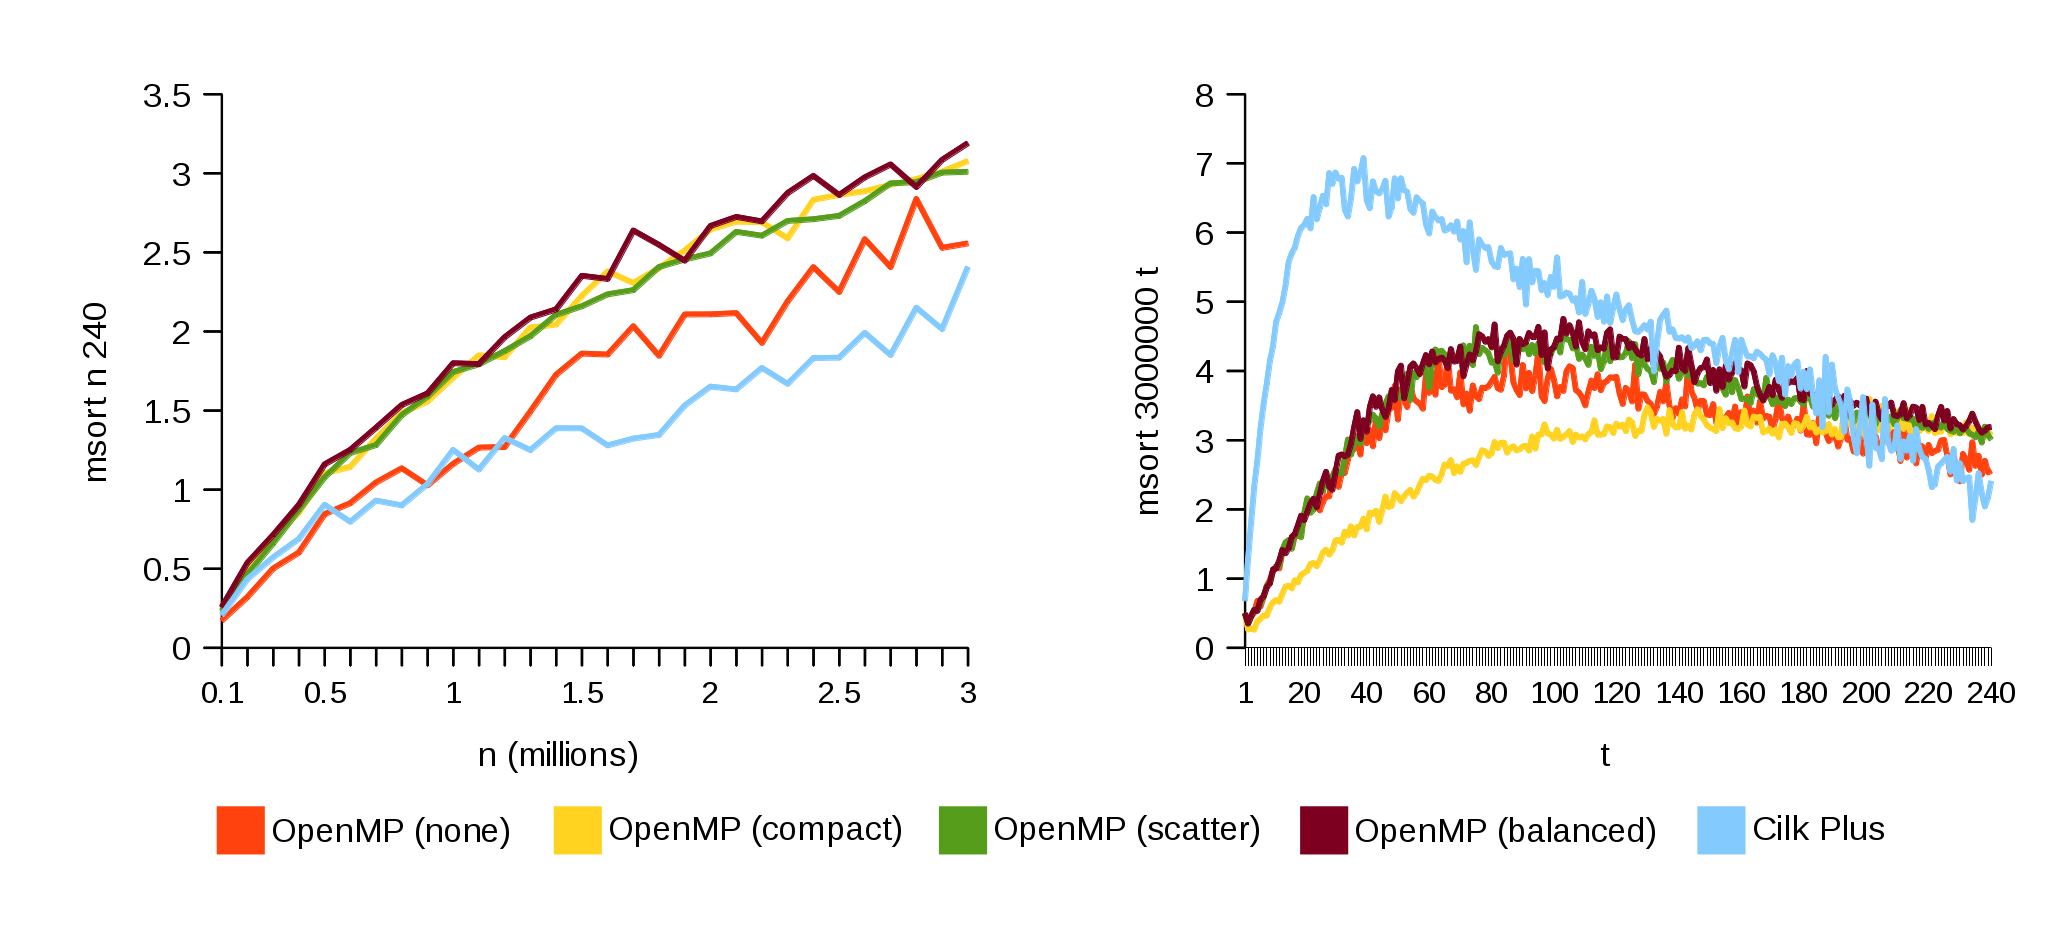 3.5
3
2.5
2
1.5
1
0.5
0
msort n 240
0.1 0.5 1 1.5 2 2.5 3
n (millions)
8
7
6
5
4
3
2
1
0
msort 3000000 t
1 20 40 60 80 100 120 140 160 180 200 220 240
t
OpenMP (none) OpenMP (compact) OpenMP (scatter) OpenMP (balanced) Cilk Plus